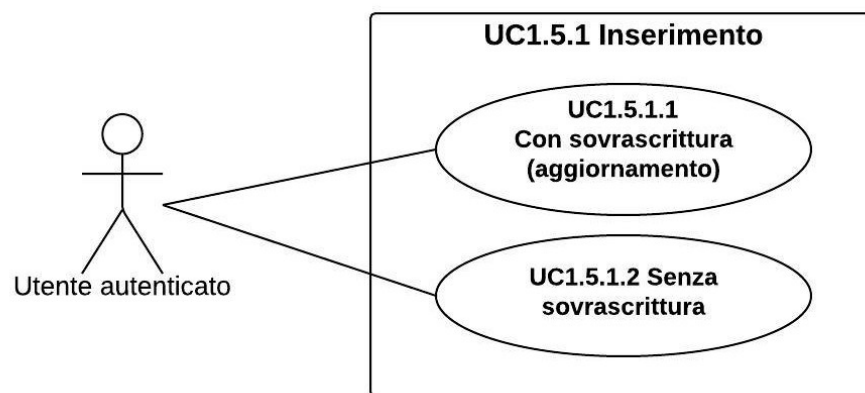 UC1.5.1 Inserimento
UC1.5.1.1
Con sovrascrittura
(aggiornamento)
Utente autenticato
UC1.5.1.2 Senza
sovrascrittura